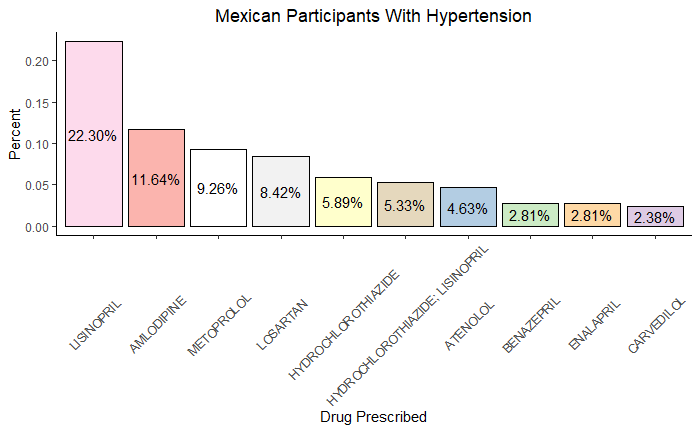 Mexican Participants With Hypertension
Percent
0.20
0.15
0.10
0.05
0.00
22.30%
11.64%
9.26%
8.42%
5.89%
5.33%
4.63%
2.81%
2.81%
2.38%
LISINOPRIL
AMLODIPINE
METOPROLOL
LOSARTAN
HYDROCHLOROTHIAZIDE
HYDROCHLOROTHIAZIDE; LISINOPRIL
ATENOLOL
BENAZEPRIL
ENALAPRIL
CARVEDILOL
Drug Prescribed